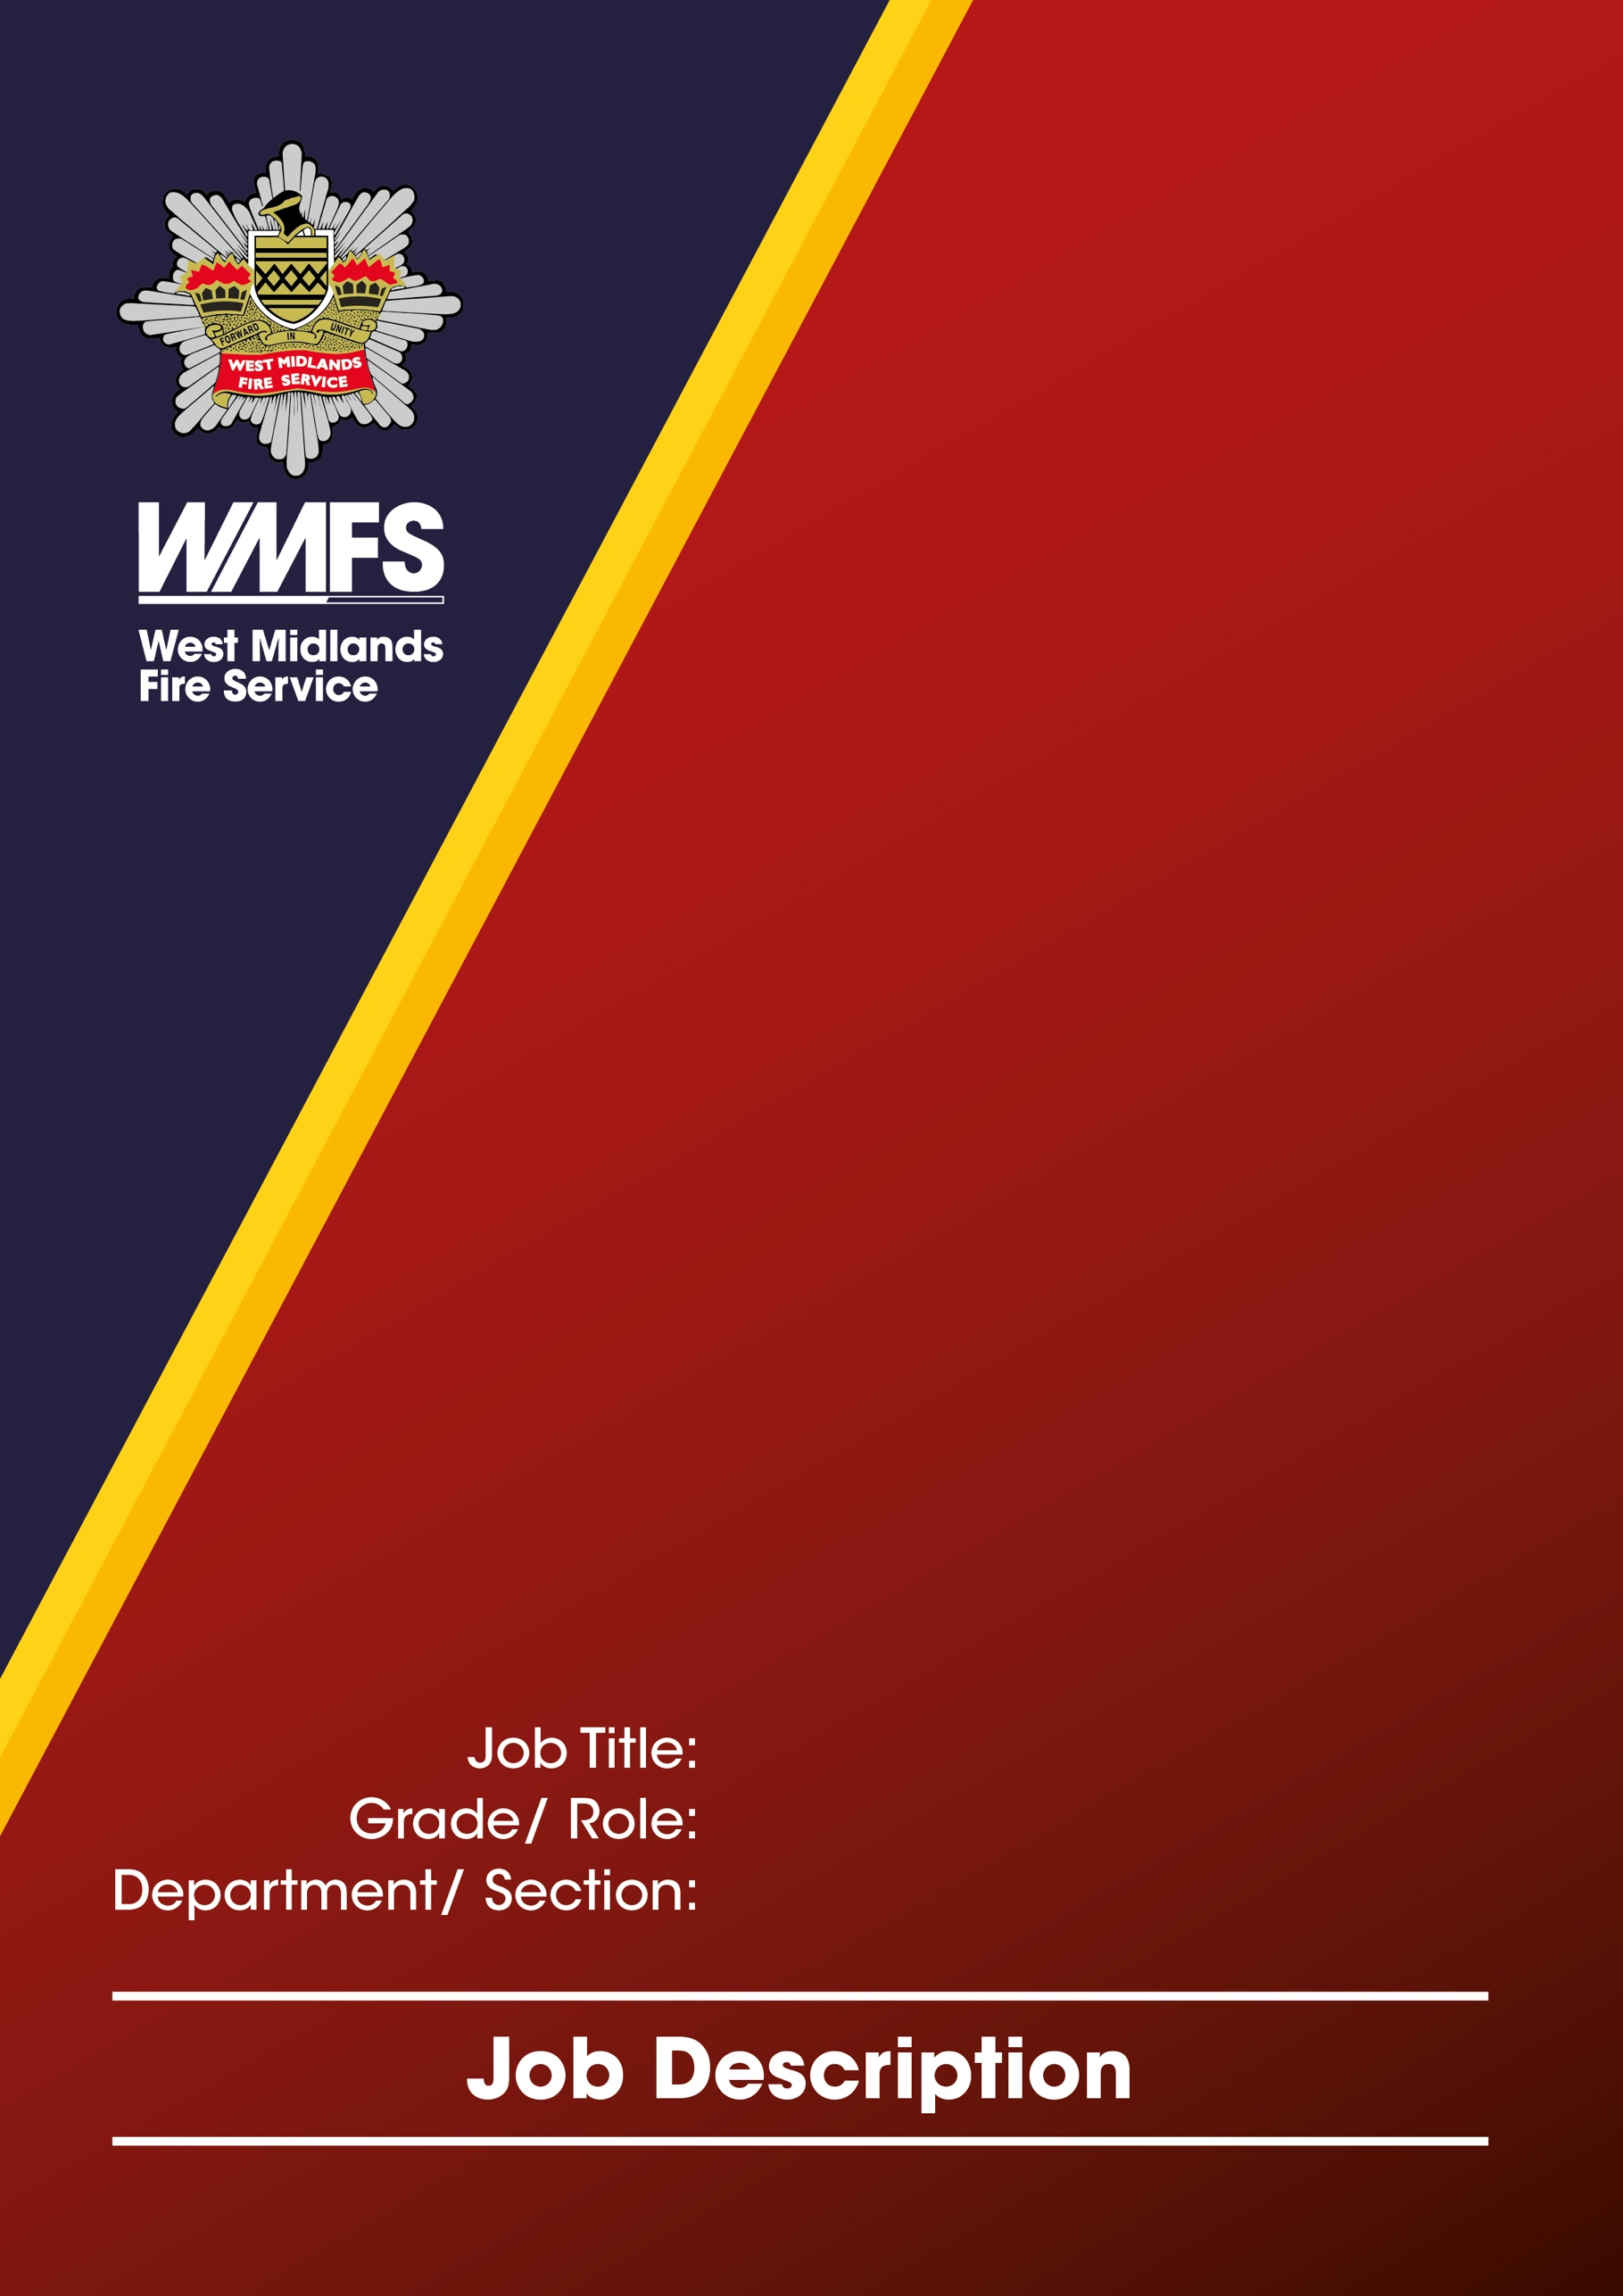 FORWARD IN UNITY
WEST MIDLANDS
FIRE SERVICE
WMFS
West Midlands
Fire Service
Job Title:
Grade/ Role:
Department/ Section:
Job Description